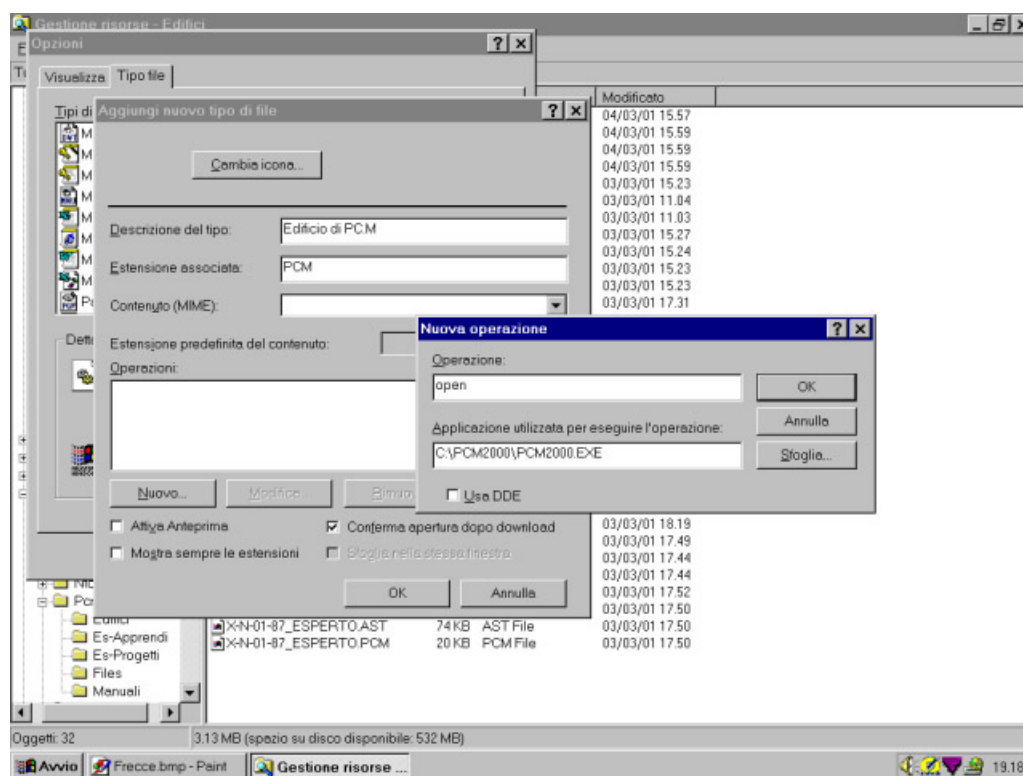 Gestione risorse - Edifici
Opzioni
Visualizza Tipo file
Tipi di
Aggiungi nuovo tipo di file
Cambia icona...
Descrizione del tipo: Edificio di PC.M
Estensione associata: PCM
Contenuto (MIME):
Estensione predefinita del contenuto:
Operazioni:
Nuovo... Modifica... Rimuov
Attiva Anteprima
Conferma apertura dopo download
Mostra sempre le estensioni
Sfoglia nella stessa finestra
OK Annulla
Nuova operazione
Operazione:
open
OK
Annulla
Applicazione utilizzata per eseguire l'operazione:
C:\PCM2000\PCM2000.EXE
Sfoglia...
Usa DDE
Modificato
04/03/01 15.57
04/03/01 15.59
04/03/01 15.59
04/03/01 15.59
03/03/01 15.23
03/03/01 11.04
03/03/01 11.03
03/03/01 15.27
03/03/01 15.24
03/03/01 15.23
03/03/01 15.23
03/03/01 17.31
03/03/01 18.19
03/03/01 17.49
03/03/01 17.44
03/03/01 17.44
03/03/01 17.52
03/03/01 17.50
X-N-01-87_ESPERTO.AST 74 KB AST File 03/03/01 17.50
X-N-01-87_ESPERTO.PCM 20 KB PCM File 03/03/01 17.50
Edifici
Es-Apprendi
Es-Progetti
Files
Manuali
Oggetti: 32 3.13 MB (spazio su disco disponibile: 532 MB)
Avvio Frecce.bmp - Paint Gestione risorse ... 19.18